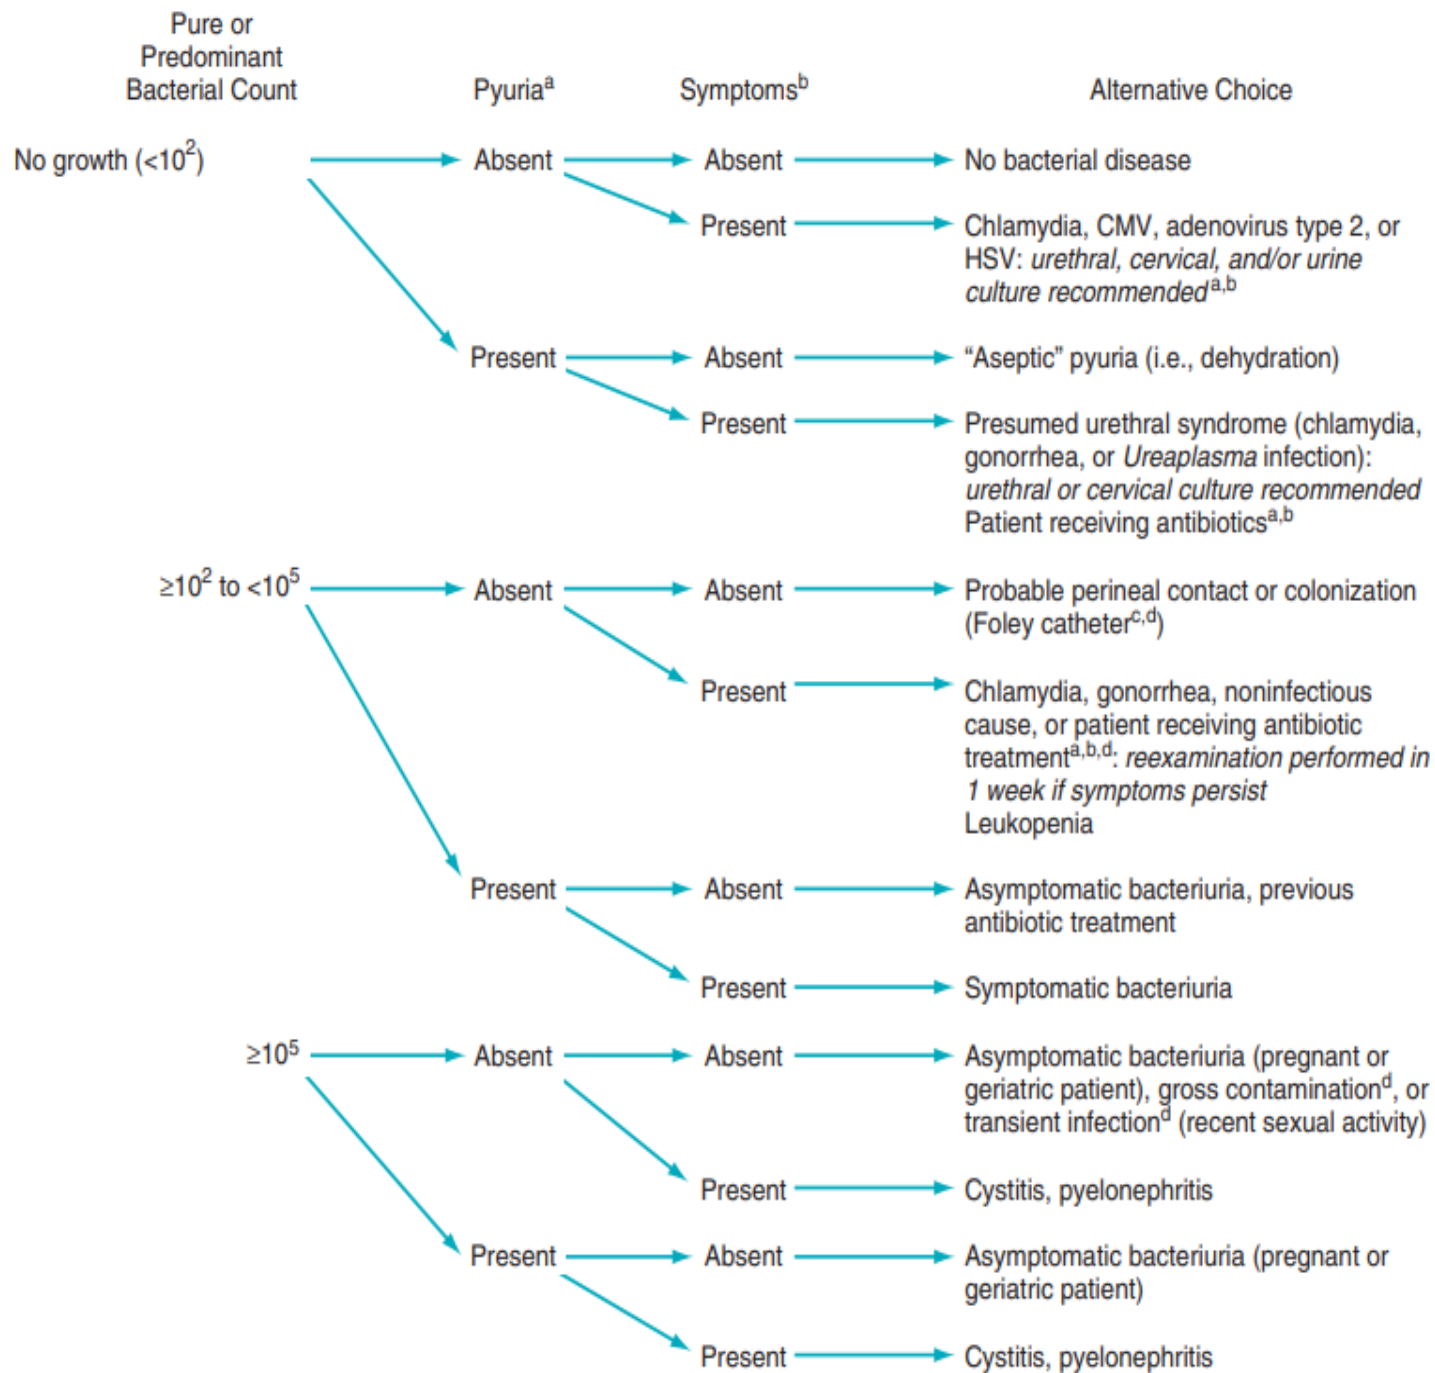 Pure or
Predominant
Bacterial Count
Pyuriaᵃ
Symptomsᵇ
Alternative Choice
No growth (<10²)
Absent
Absent
No bacterial disease
Present
Chlamydia, CMV, adenovirus type 2, or
HSV: urethral, cervical, and/or urine
culture recommendedᵃ,ᵇ
Present
Absent
“Aseptic” pyuria (i.e., dehydration)
Present
Presumed urethral syndrome (chlamydia,
gonorrhea, or Ureaplasma infection):
urethral or cervical culture recommended
Patient receiving antibioticsᵃ,ᵇ
≥10² to <10⁵
Absent
Absent
Probable perineal contact or colonization
(Foley catheterᶜ,ᵈ)
Present
Chlamydia, gonorrhea, noninfectious
cause, or patient receiving antibiotic
treatmentᵃ,ᵇ,ᵈ: reexamination performed in
1 week if symptoms persist
Leukopenia
Present
Absent
Asymptomatic bacteriuria, previous
antibiotic treatment
Present
Symptomatic bacteriuria
≥10⁵
Absent
Absent
Asymptomatic bacteriuria (pregnant or
geriatric patient), gross contaminationᵈ, or
transient infectionᵈ (recent sexual activity)
Present
Cystitis, pyelonephritis
Present
Absent
Asymptomatic bacteriuria (pregnant or
geriatric patient)
Present
Cystitis, pyelonephritis